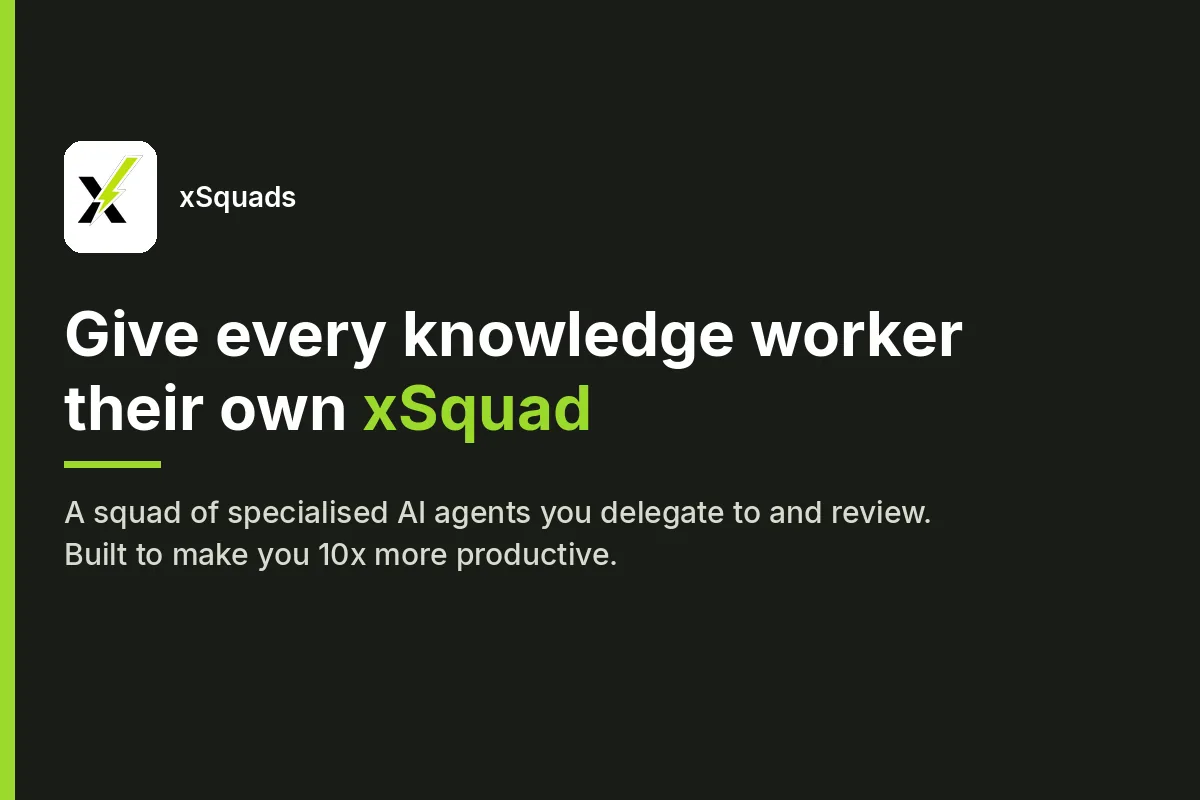 xSquads
Give every knowledge worker
their own xSquad
A squad of specialised AI agents you delegate to and review.
Built to make you 10x more productive.